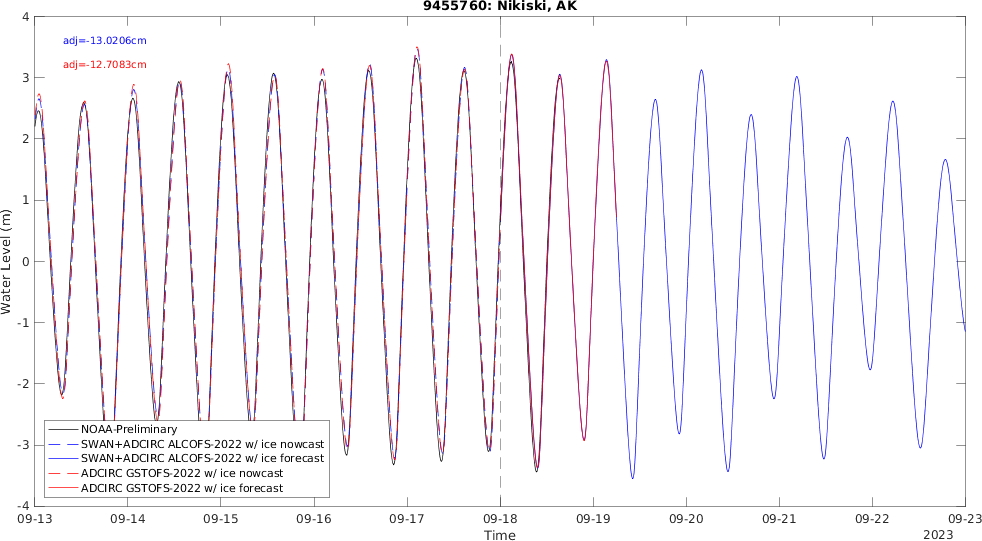 9455760: Nikiski, AK
adj=-13.0206cm
adj=-12.7083cm
Water Level (m)
4
3
2
1
0
-1
-2
-3
-4
NOAA-Preliminary
SWAN+ADCIRC ALCOFS-2022 w/ ice nowcast
SWAN+ADCIRC ALCOFS-2022 w/ ice forecast
ADCIRC GSTOFS-2022 w/ ice nowcast
ADCIRC GSTOFS-2022 w/ ice forecast
09-13 09-14 09-15 09-16 09-17 09-18 09-19 09-20 09-21 09-22 09-23
Time
2023